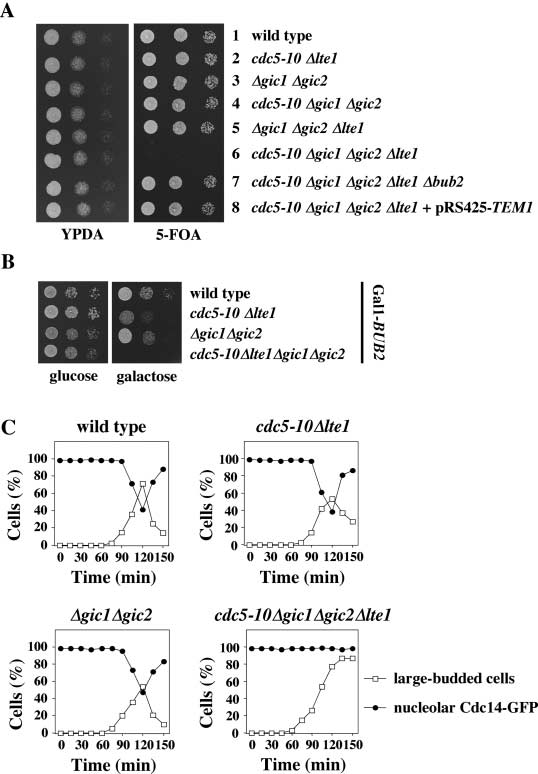 A
1 wild type
2 cdc5-10 Δlte1
3 Δgic1 Δgic2
4 cdc5-10 Δgic1 Δgic2
5 Δgic1 Δgic2 Δlte1
6 cdc5-10 Δgic1 Δgic2 Δlte1
7 cdc5-10 Δgic1 Δgic2 Δlte1 Δbub2
8 cdc5-10 Δgic1 Δgic2 Δlte1 + pRS425-TEM1
YPDA 5-FOA
B
wild type
cdc5-10 Δlte1
Δgic1Δgic2
cdc5-10Δlte1Δgic1Δgic2
Gal1-BUB2
glucose galactose
C
wild type
Cells (%)
100
80
60
40
20
0
0 30 60 90 120 150
Time (min)
cdc5-10Δlte1
Cells (%)
100
80
60
40
20
0
0 30 60 90 120 150
Time (min)
Δgic1Δgic2
Cells (%)
100
80
60
40
20
0
0 30 60 90 120 150
Time (min)
cdc5-10Δgic1Δgic2Δlte1
Cells (%)
100
80
60
40
20
0
0 30 60 90 120 150
Time (min)
large-budded cells
nucleolar Cdc14-GFP